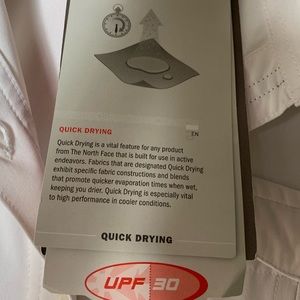 QUICK DRYING
EN
Quick Drying is a vital feature for any product
from The North Face that is built for use in active
endeavors. Fabrics that are designated Quick Drying
exhibit specific fabric constructions and blends
that promote quicker evaporation times when wet,
keeping you drier. Quick Drying is especially vital
to high performance in cooler conditions.
QUICK DRYING
UPF 30